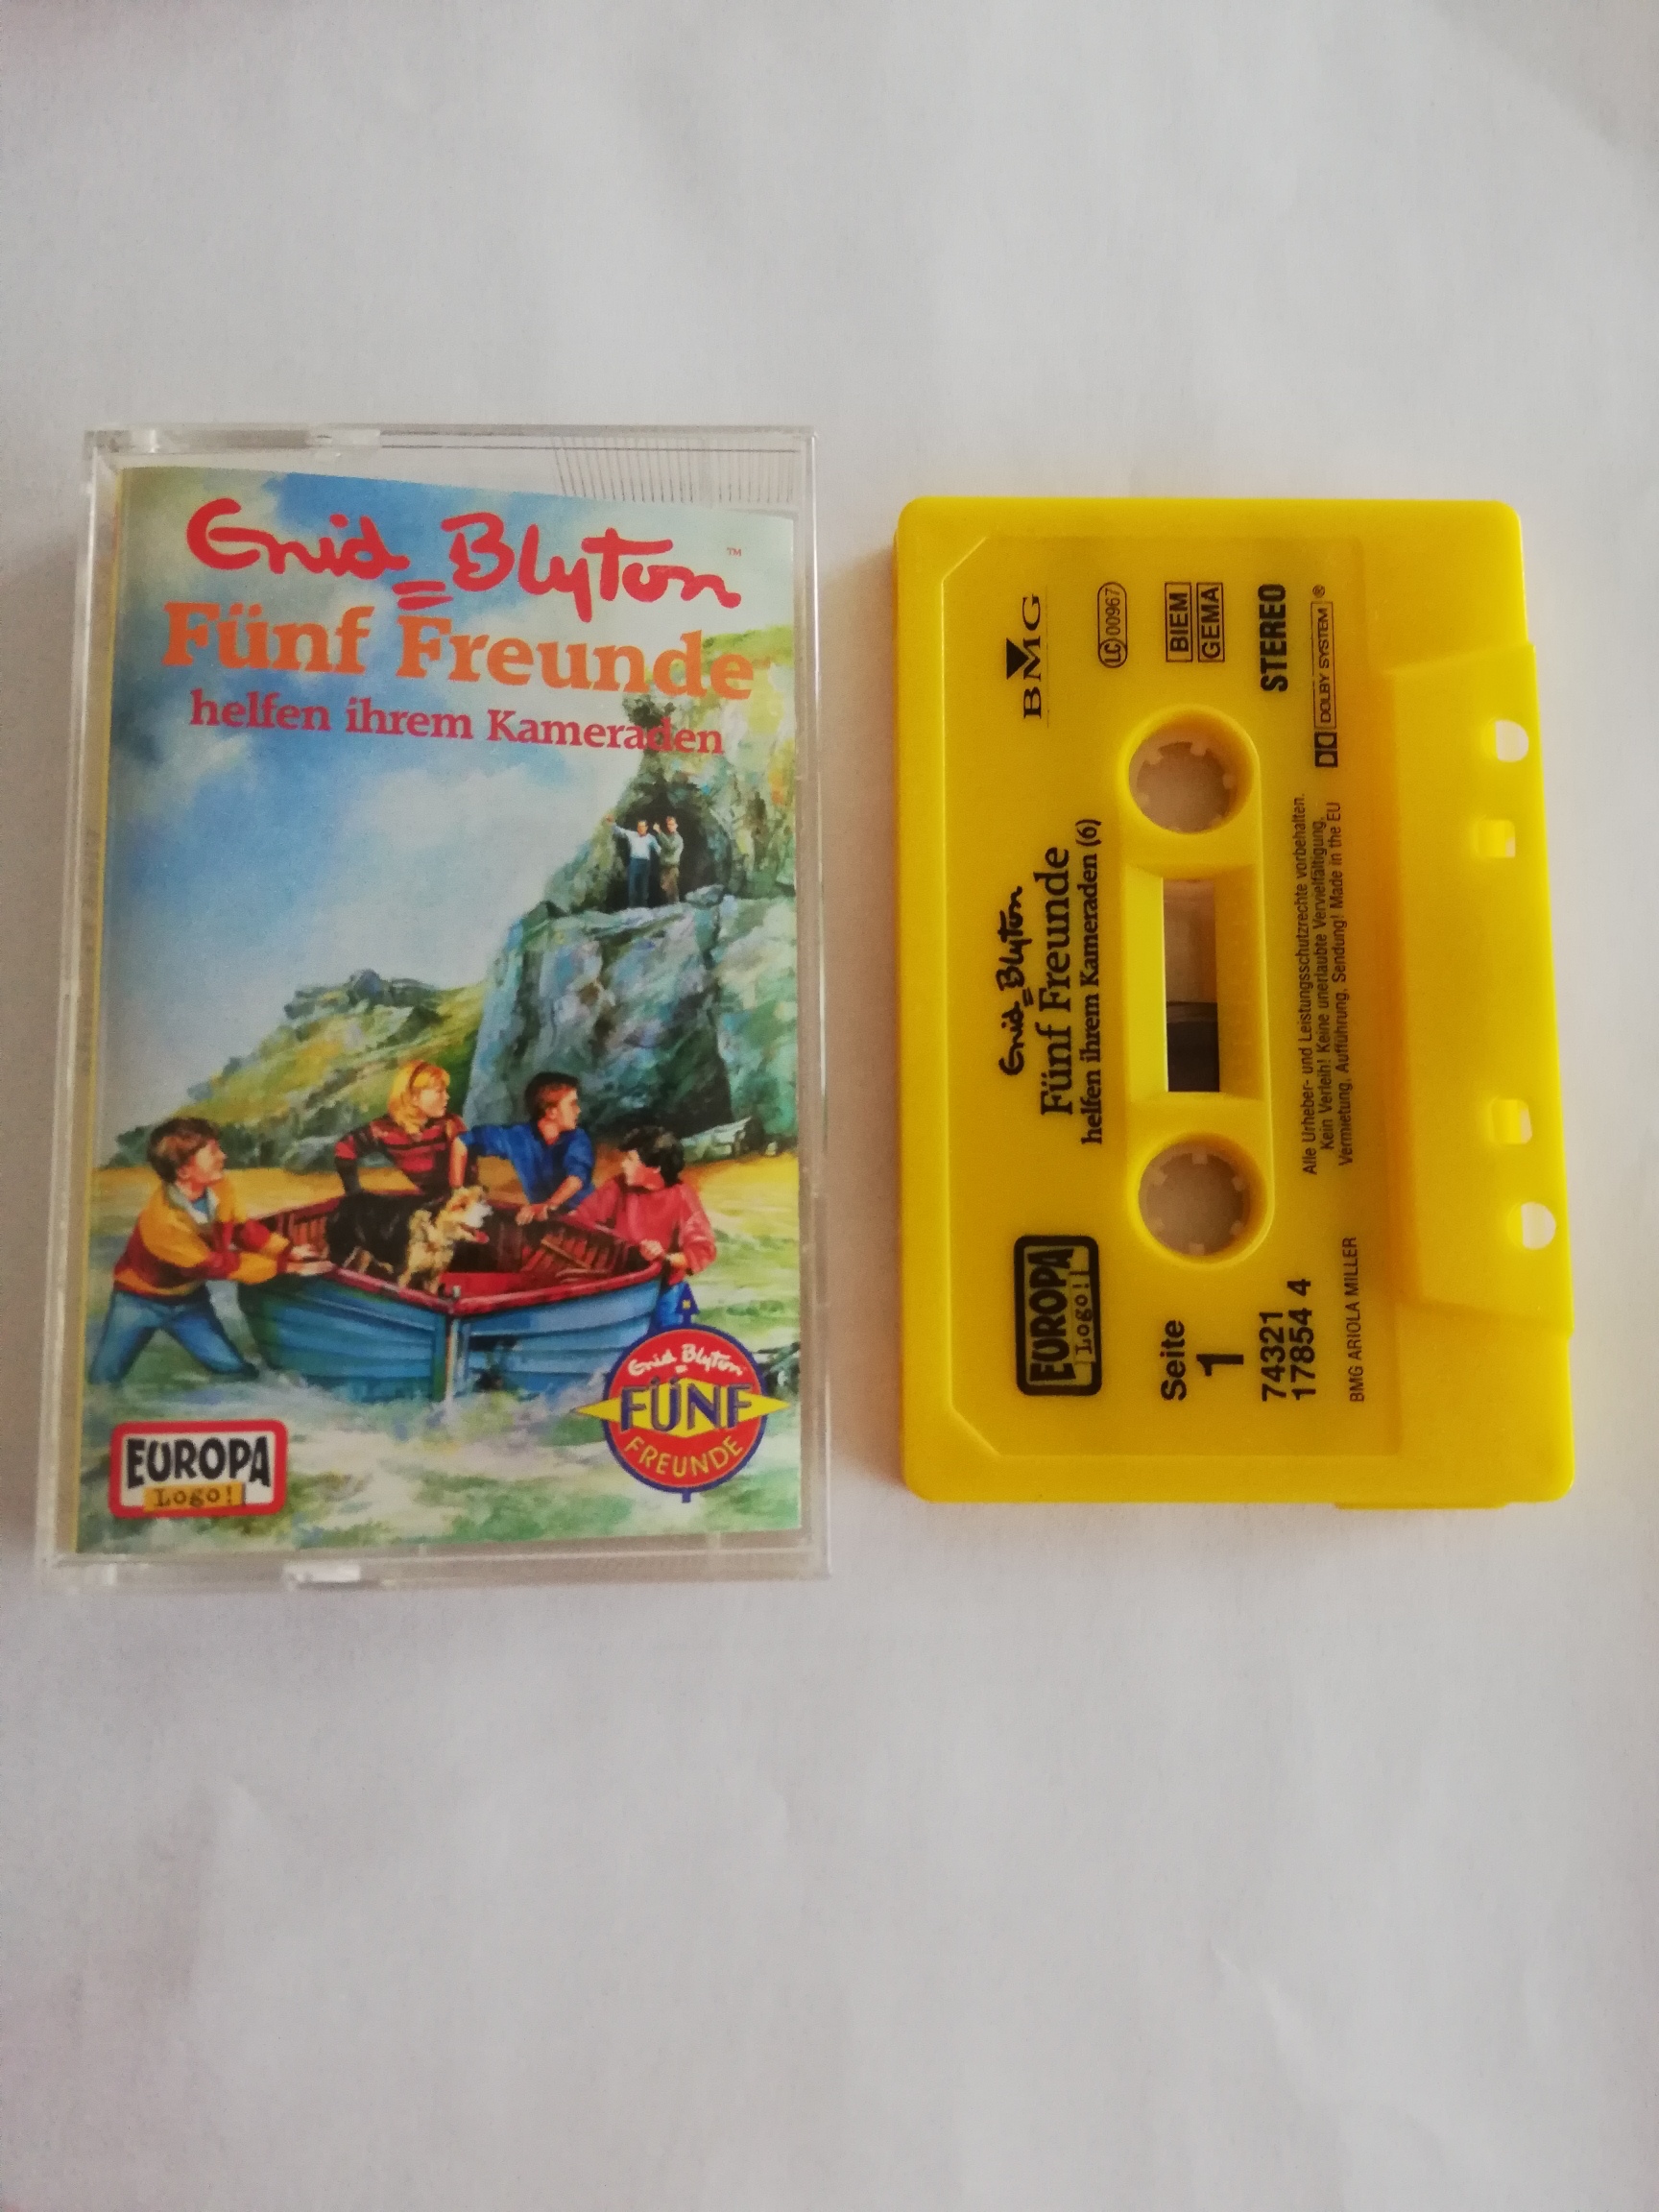 Enid Blyton™
Fünf Freunde
helfen ihrem Kameraden
EUROPA
Logo!
Enid Blyton
FÜNF
FREUNDE
BMG
LC 00967
BIEM
GEMA
STEREO
DOLBY SYSTEM®
Enid Blyton
Fünf Freunde
helfen ihrem Kameraden (6)
EUROPA
Logo!
Seite
1
74321
17854 4
Alle Urheber- und Leistungsschutzrechte vorbehalten.
Kein Verleih! Keine unerlaubte Vervielfältigung,
Vermietung, Aufführung, Sendung! Made in the EU
BMG ARIOLA MILLER